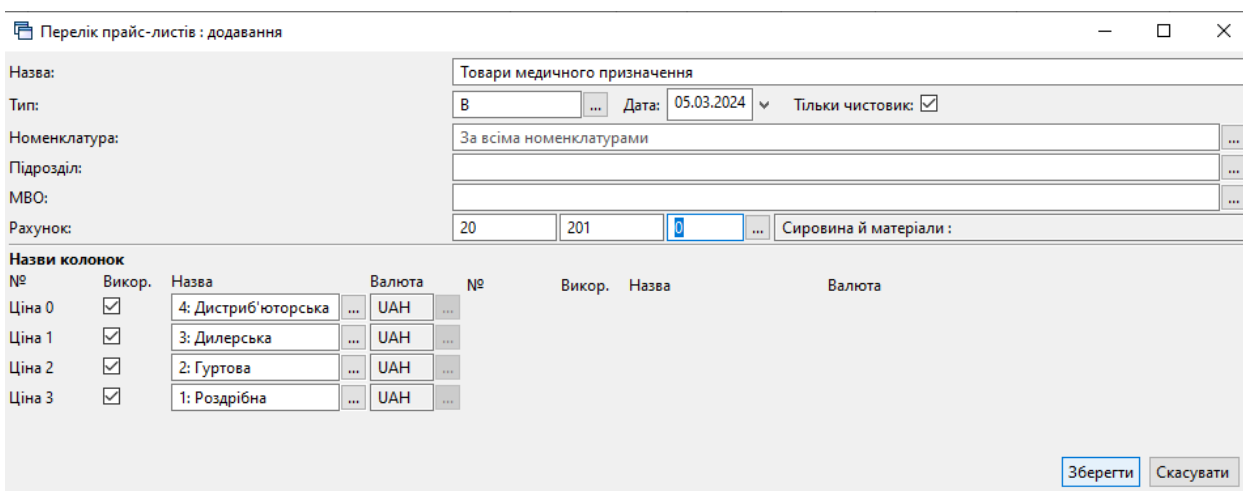 Перелік прайс-листів : додавання
Назва: Товари медичного призначення
Тип: В ... Дата: 05.03.2024 Тільки чистовик:
Номенклатура: За всіма номенклатурами ...
Підрозділ: ...
МВО: ...
Рахунок: 20 201 0 ... Сировина й матеріали :
Назви колонок
№ Викор. Назва Валюта № Викор. Назва Валюта
Ціна 0 4: Дистриб'юторська ... UAH ...
Ціна 1 3: Дилерська ... UAH ...
Ціна 2 2: Гуртова ... UAH ...
Ціна 3 1: Роздрібна ... UAH ...
Зберегти Скасувати